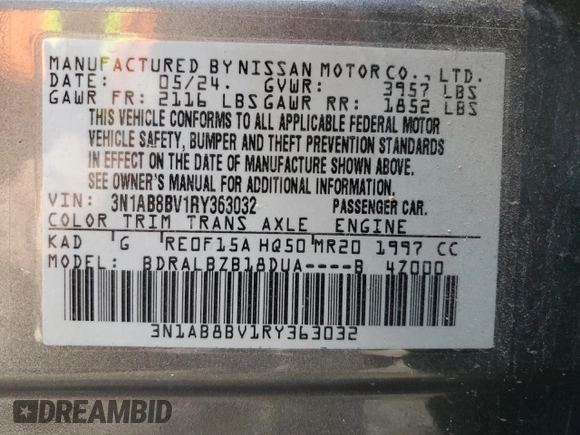 MANUFACTURED BY NISSAN MOTOR CO., LTD.
DATE: 05/24. GVWR: 3957 LBS
GAWR FR: 2116 LBS GAWR RR: 1852 LBS
THIS VEHICLE CONFORMS TO ALL APPLICABLE FEDERAL MOTOR
VEHICLE SAFETY, BUMPER AND THEFT PREVENTION STANDARDS
IN EFFECT ON THE DATE OF MANUFACTURE SHOWN ABOVE.
SEE OWNER'S MANUAL FOR ADDITIONAL INFORMATION.
VIN: 3N1AB8BV1RY363032 PASSENGER CAR.
COLOR TRIM TRANS AXLE ENGINE
KAD G RE0F15A HQ50 MR20 1997 CC
MODEL: BDRALBZB18DUA----B 47000
3N1AB8BV1RY363032
DREAMBID